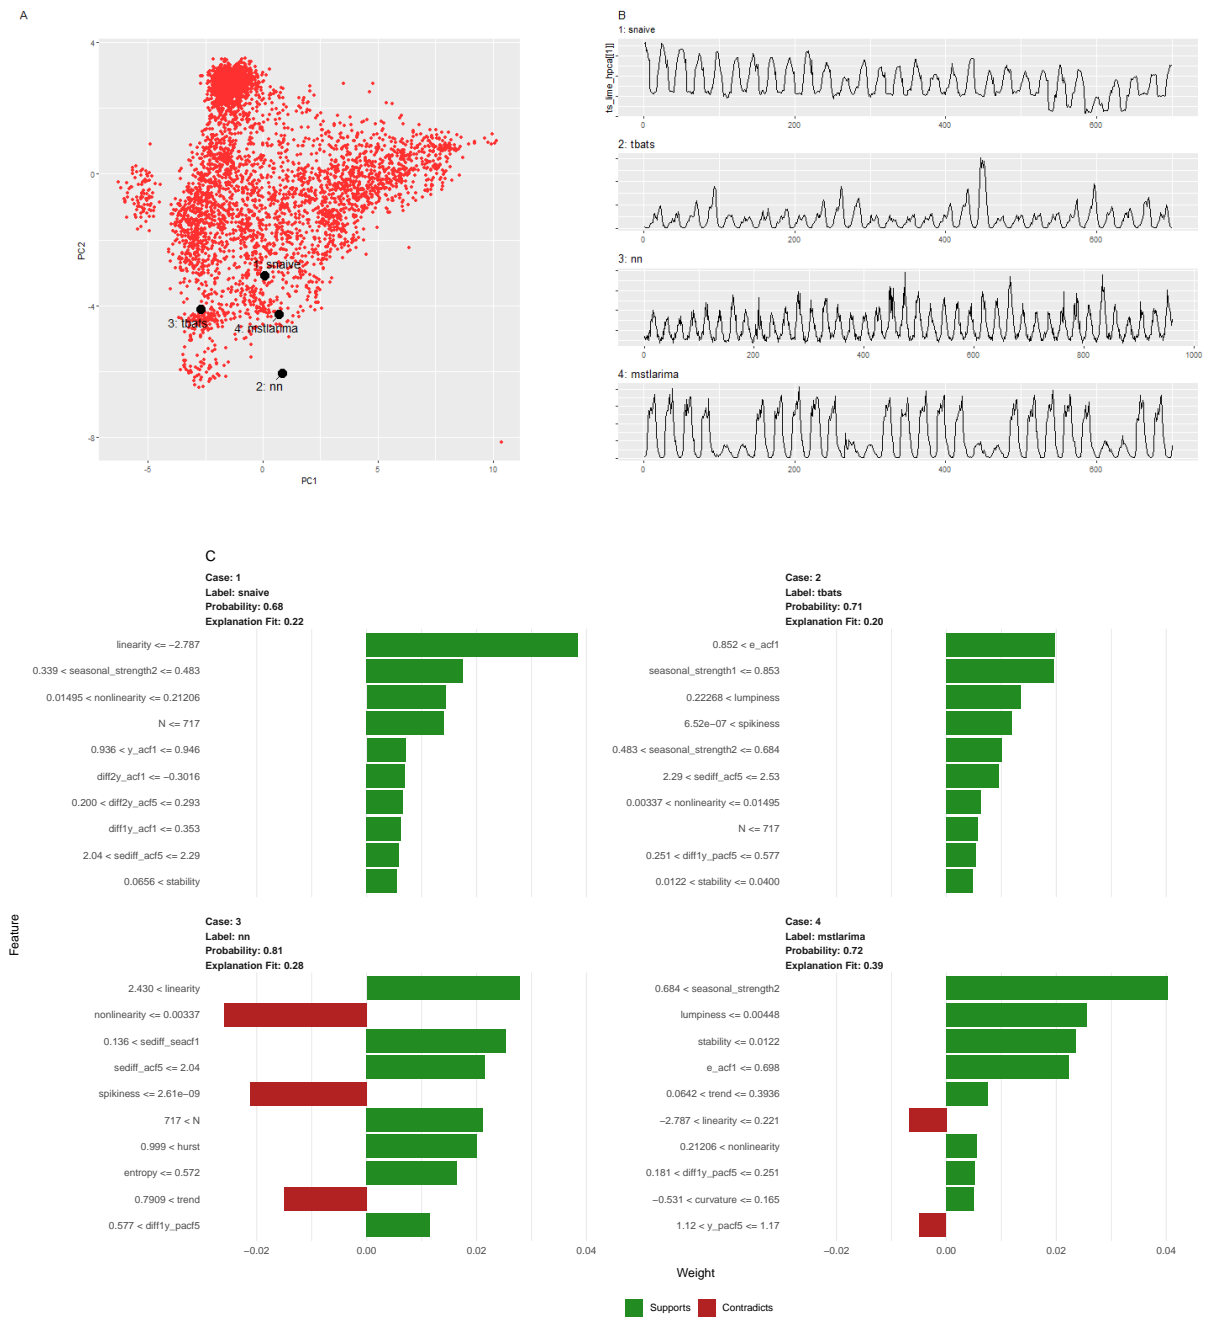 A
4
0
-4
-8
PC2
-5
0
5
10
PC1
1: snaive
3: tbats
4: mstlarima
2: nn
B
1: snaive
ts_lime_hpca[[1]]
0
200
400
600
2: tbats
0
200
400
600
3: nn
0
200
400
600
800
1000
4: mstlarima
0
200
400
600
C
Case: 1
Label: snaive
Probability: 0.68
Explanation Fit: 0.22
linearity <= −2.787
0.339 < seasonal_strength2 <= 0.483
0.01495 < nonlinearity <= 0.21206
N <= 717
0.936 < y_acf1 <= 0.946
diff2y_acf1 <= −0.3016
0.200 < diff2y_acf5 <= 0.293
diff1y_acf1 <= 0.353
2.04 < sediff_acf5 <= 2.29
0.0656 < stability
Case: 2
Label: tbats
Probability: 0.71
Explanation Fit: 0.20
0.852 < e_acf1
seasonal_strength1 <= 0.853
0.22268 < lumpiness
6.52e−07 < spikiness
0.483 < seasonal_strength2 <= 0.684
2.29 < sediff_acf5 <= 2.53
0.00337 < nonlinearity <= 0.01495
N <= 717
0.251 < diff1y_pacf5 <= 0.577
0.0122 < stability <= 0.0400
Feature
Case: 3
Label: nn
Probability: 0.81
Explanation Fit: 0.28
2.430 < linearity
nonlinearity <= 0.00337
0.136 < sediff_seacf1
sediff_acf5 <= 2.04
spikiness <= 2.61e−09
717 < N
0.999 < hurst
entropy <= 0.572
0.7909 < trend
0.577 < diff1y_pacf5
−0.02
0.00
0.02
0.04
Case: 4
Label: mstlarima
Probability: 0.72
Explanation Fit: 0.39
0.684 < seasonal_strength2
lumpiness <= 0.00448
stability <= 0.0122
e_acf1 <= 0.698
0.0642 < trend <= 0.3936
−2.787 < linearity <= 0.221
0.21206 < nonlinearity
0.181 < diff1y_pacf5 <= 0.251
−0.531 < curvature <= 0.165
1.12 < y_pacf5 <= 1.17
−0.02
0.00
0.02
0.04
Weight
Supports
Contradicts